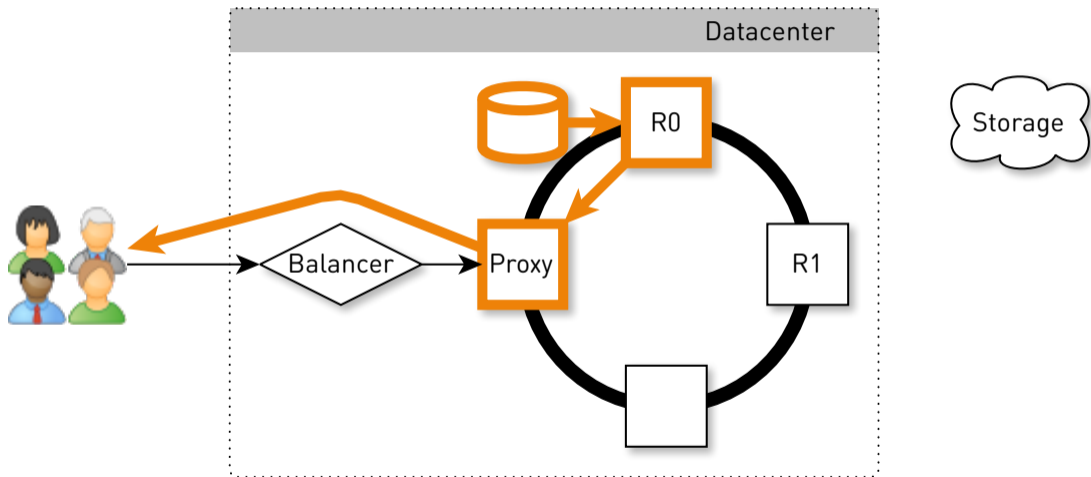 Datacenter
R0
Storage
Balancer
Proxy
R1